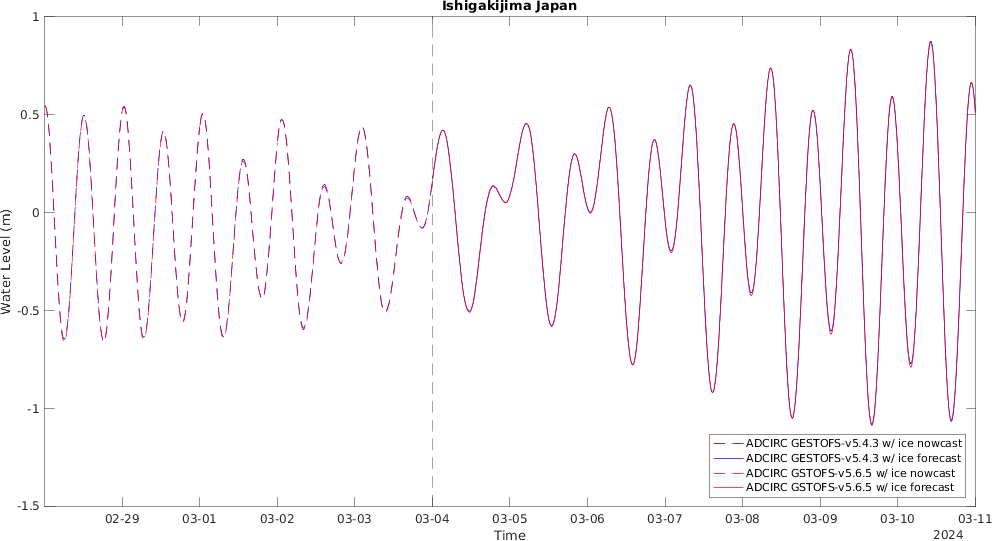 Ishigakijima Japan
1
0.5
0
-0.5
-1
-1.5
Water Level (m)
ADCIRC GESTOFS-v5.4.3 w/ ice nowcast
ADCIRC GESTOFS-v5.4.3 w/ ice forecast
ADCIRC GSTOFS-v5.6.5 w/ ice nowcast
ADCIRC GSTOFS-v5.6.5 w/ ice forecast
02-29 03-01 03-02 03-03 03-04 03-05 03-06 03-07 03-08 03-09 03-10 03-11
Time
2024